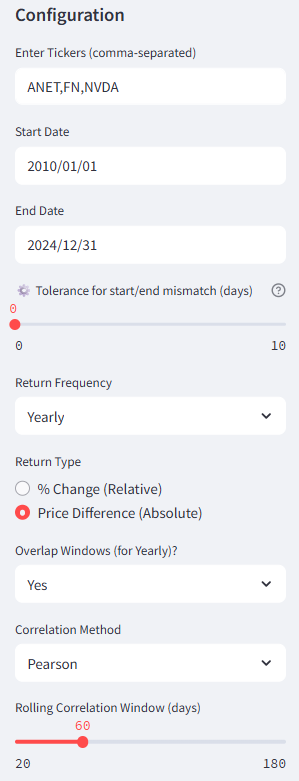 Configuration
Enter Tickers (comma-separated)
ANET,FN,NVDA
Start Date
2010/01/01
End Date
2024/12/31
Tolerance for start/end mismatch (days)
0
0 10
Return Frequency
Yearly
Return Type
% Change (Relative)
Price Difference (Absolute)
Overlap Windows (for Yearly)?
Yes
Correlation Method
Pearson
Rolling Correlation Window (days)
60
20 180